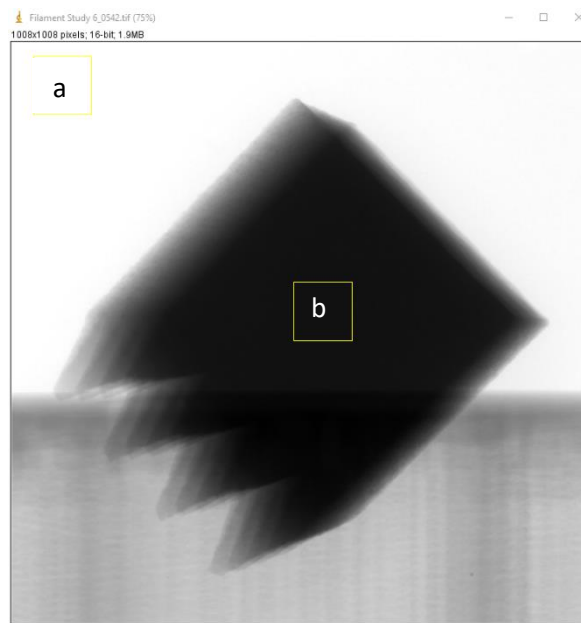 Filament Study 6_0542.tif (75%)
1008x1008 pixels; 16-bit; 1.9MB
a
b